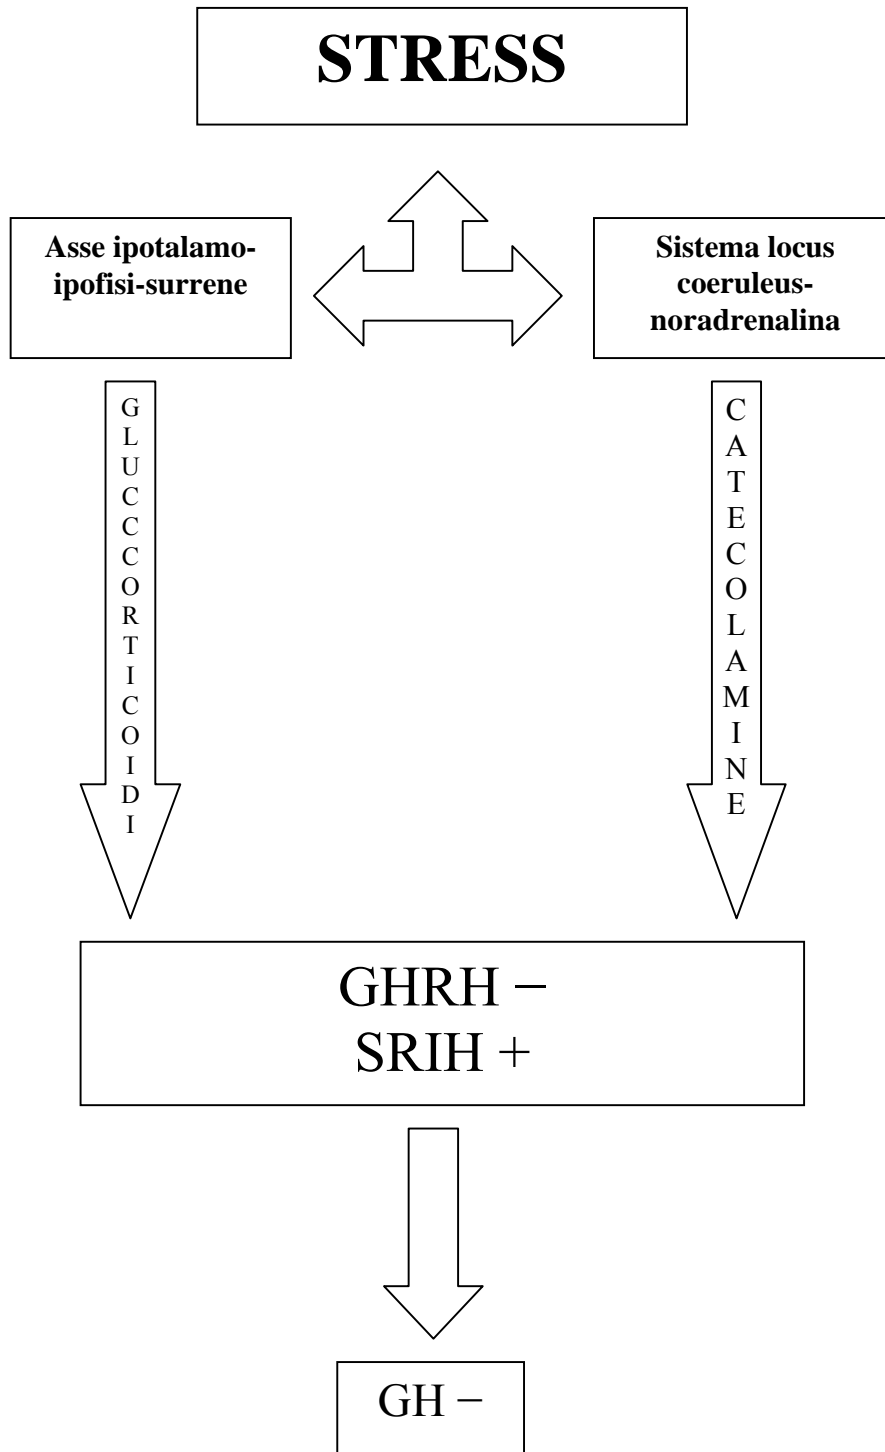 STRESS
Asse ipotalamo-
ipofisi-surrene
Sistema locus
coeruleus-
noradrenalina
GLUCCCORTICOIDI
CATECOLAMINE
GHRH −
SRIH +
GH −